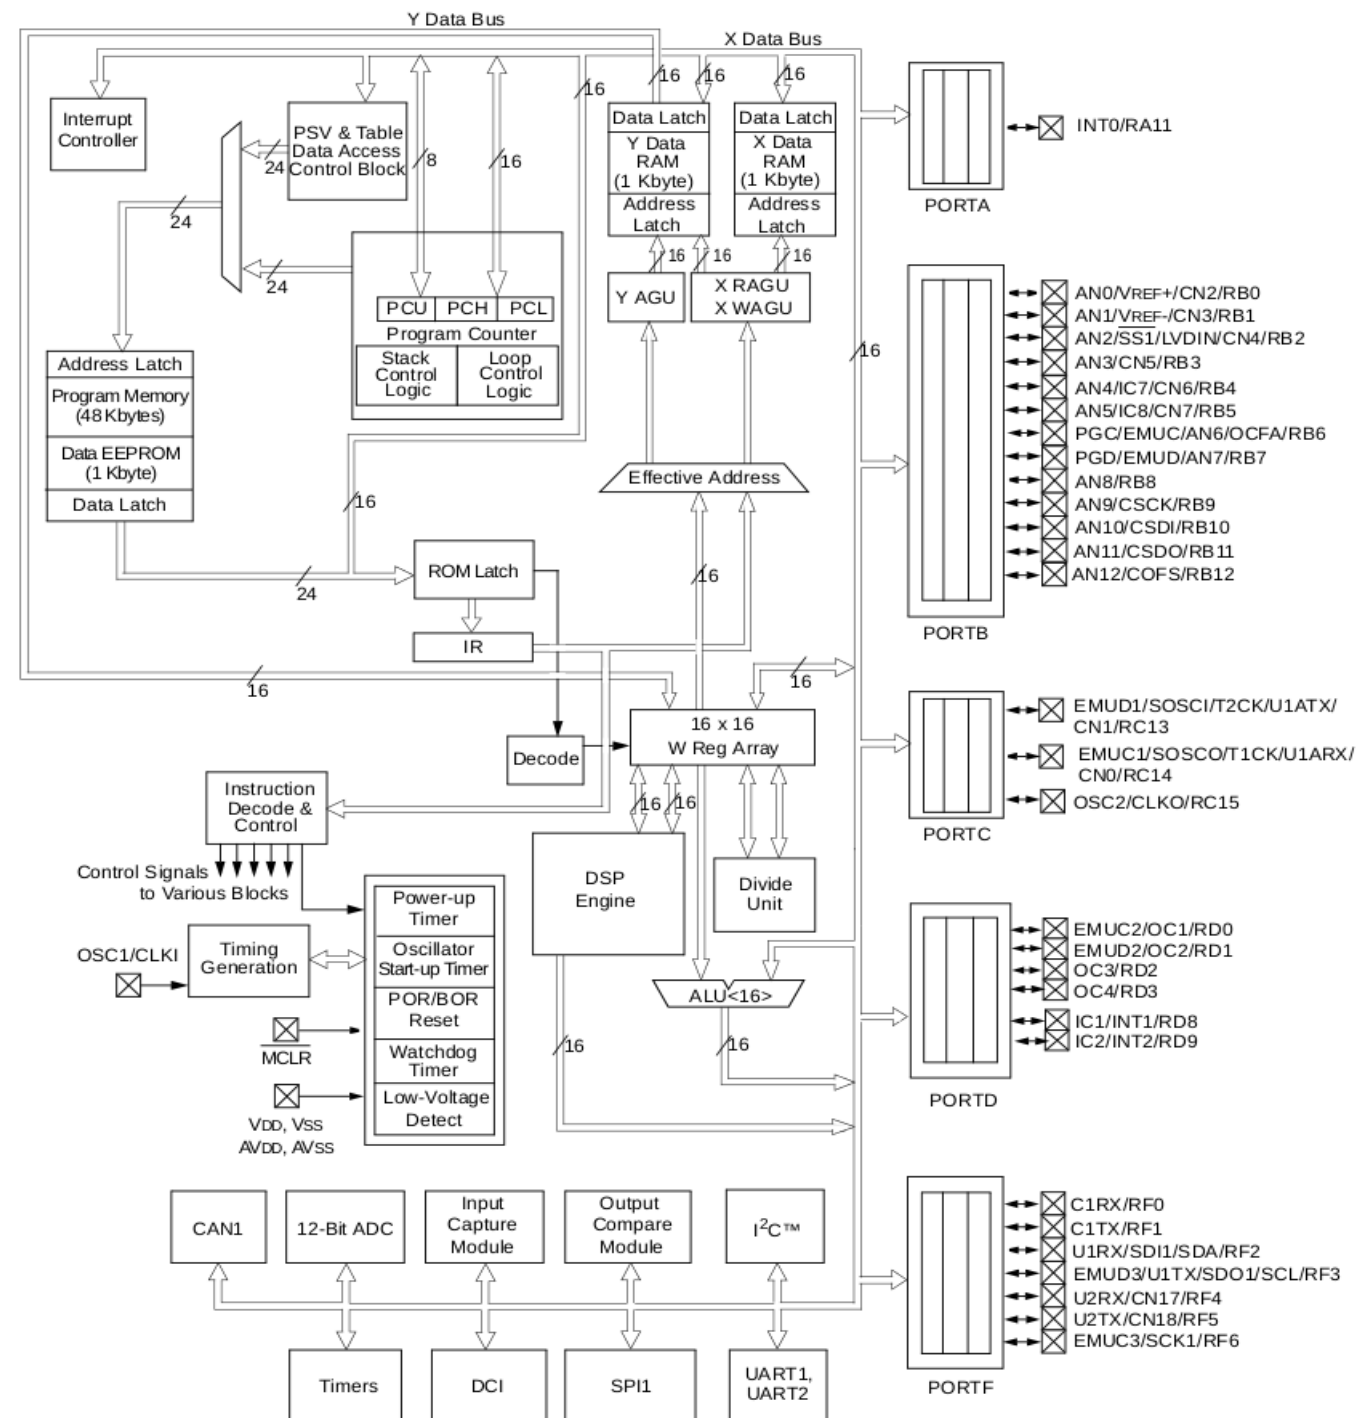 Y Data Bus
X Data Bus
Interrupt
Controller
PSV & Table
Data Access
Control Block
24
8
16
16
16
16
16
Data Latch
Y Data
RAM
(1 Kbyte)
Address
Latch
Data Latch
X Data
RAM
(1 Kbyte)
Address
Latch
INT0/RA11
PORTA
24
24
16
16
16
Y AGU
X RAGU
X WAGU
PCU
PCH
PCL
Program Counter
Stack
Control
Logic
Loop
Control
Logic
16
Address Latch
Program Memory
(48 Kbytes)
Data EEPROM
(1 Kbyte)
Data Latch
Effective Address
AN0/VREF+/CN2/RB0
AN1/VREF-/CN3/RB1
AN2/SS1/LVDIN/CN4/RB2
AN3/CN5/RB3
AN4/IC7/CN6/RB4
AN5/IC8/CN7/RB5
PGC/EMUC/AN6/OCFA/RB6
PGD/EMUD/AN7/RB7
AN8/RB8
AN9/CSCK/RB9
AN10/CSDI/RB10
AN11/CSDO/RB11
AN12/COFS/RB12
PORTB
16
24
ROM Latch
16
IR
16
16
16 x 16
W Reg Array
Decode
EMUD1/SOSCI/T2CK/U1ATX/
CN1/RC13
EMUC1/SOSCO/T1CK/U1ARX/
CN0/RC14
OSC2/CLKO/RC15
PORTC
Instruction
Decode &
Control
16
16
Control Signals
to Various Blocks
DSP
Engine
Divide
Unit
Power-up
Timer
Oscillator
Start-up Timer
POR/BOR
Reset
Watchdog
Timer
Low-Voltage
Detect
OSC1/CLKI
Timing
Generation
MCLR
VDD, VSS
AVDD, AVSS
ALU<16>
16
16
EMUC2/OC1/RD0
EMUD2/OC2/RD1
OC3/RD2
OC4/RD3
IC1/INT1/RD8
IC2/INT2/RD9
PORTD
CAN1
12-Bit ADC
Input
Capture
Module
Output
Compare
Module
I²C™
Timers
DCI
SPI1
UART1,
UART2
C1RX/RF0
C1TX/RF1
U1RX/SDI1/SDA/RF2
EMUD3/U1TX/SDO1/SCL/RF3
U2RX/CN17/RF4
U2TX/CN18/RF5
EMUC3/SCK1/RF6
PORTF